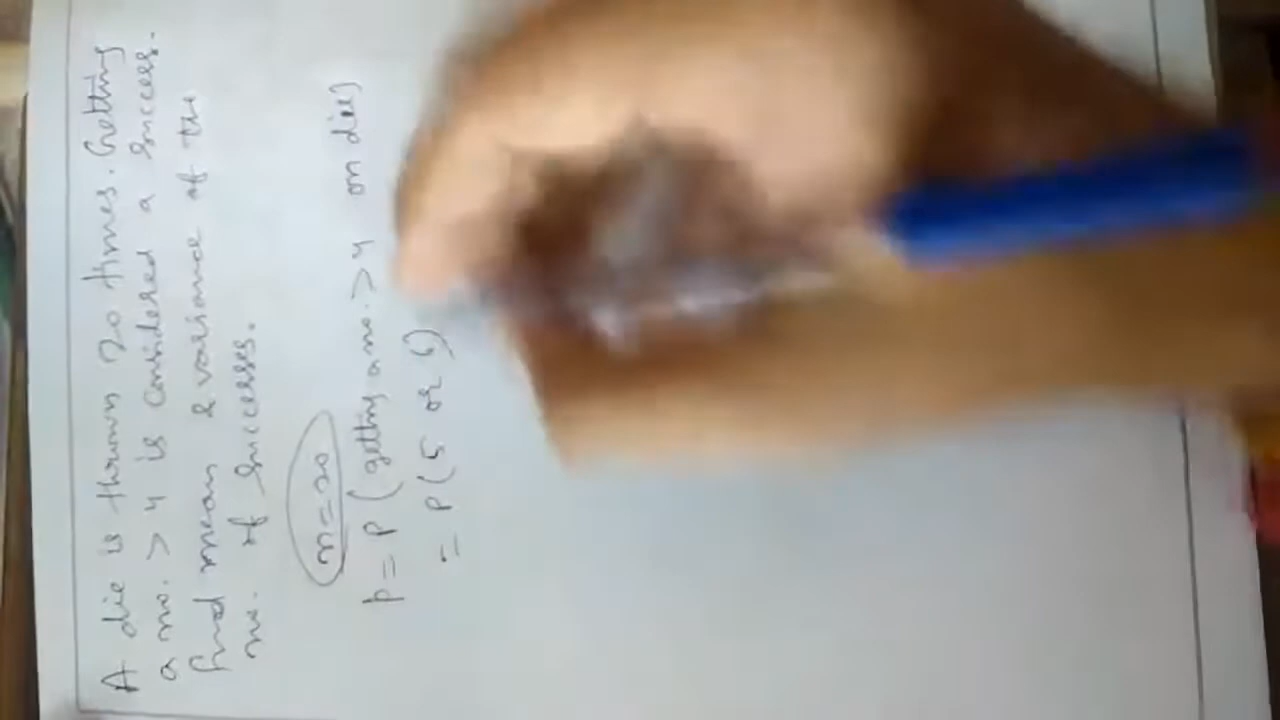 A die is thrown 20 times. Getting
a no. > 4 is considered a success.
find mean & variance of the
no. of successes.
n=20
p = P (getting a no. > 4 on die)
= P(5 or 6)